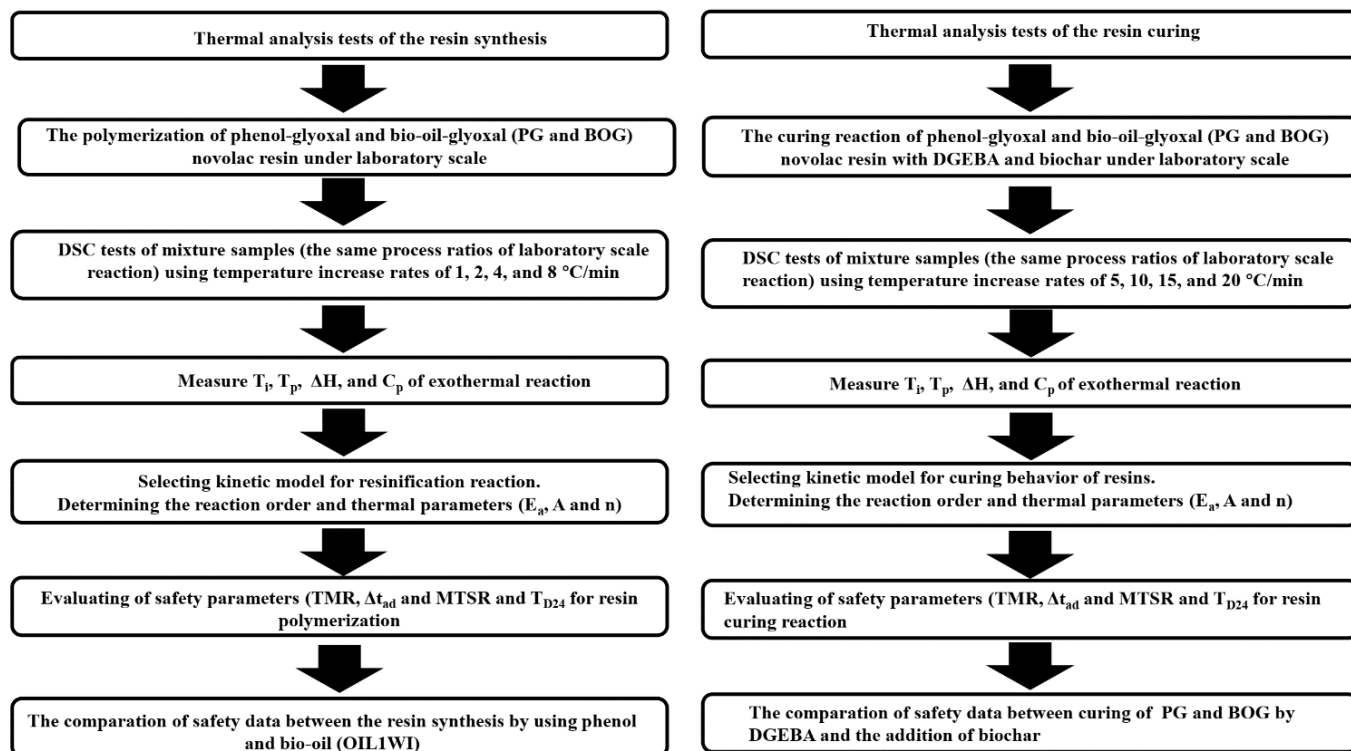 Thermal analysis tests of the resin synthesis
The polymerization of phenol-glyoxal and bio-oil-glyoxal (PG and BOG)
novolac resin under laboratory scale
DSC tests of mixture samples (the same process ratios of laboratory scale
reaction) using temperature increase rates of 1, 2, 4, and 8 °C/min
Measure Ti, Tp, ΔH, and Cp of exothermal reaction
Selecting kinetic model for resinification reaction.
Determining the reaction order and thermal parameters (Ea, A and n)
Evaluating of safety parameters (TMR, Δtad and MTSR and TD24 for resin
polymerization
The comparation of safety data between the resin synthesis by using phenol
and bio-oil (OIL1WI)
Thermal analysis tests of the resin curing
The curing reaction of phenol-glyoxal and bio-oil-glyoxal (PG and BOG)
novolac resin with DGEBA and biochar under laboratory scale
DSC tests of mixture samples (the same process ratios of laboratory scale
reaction) using temperature increase rates of 5, 10, 15, and 20 °C/min
Measure Ti, Tp, ΔH, and Cp of exothermal reaction
Selecting kinetic model for curing behavior of resins.
Determining the reaction order and thermal parameters (Ea, A and n)
Evaluating of safety parameters (TMR, Δtad and MTSR and TD24 for resin
curing reaction
The comparation of safety data between curing of PG and BOG by
DGEBA and the addition of biochar